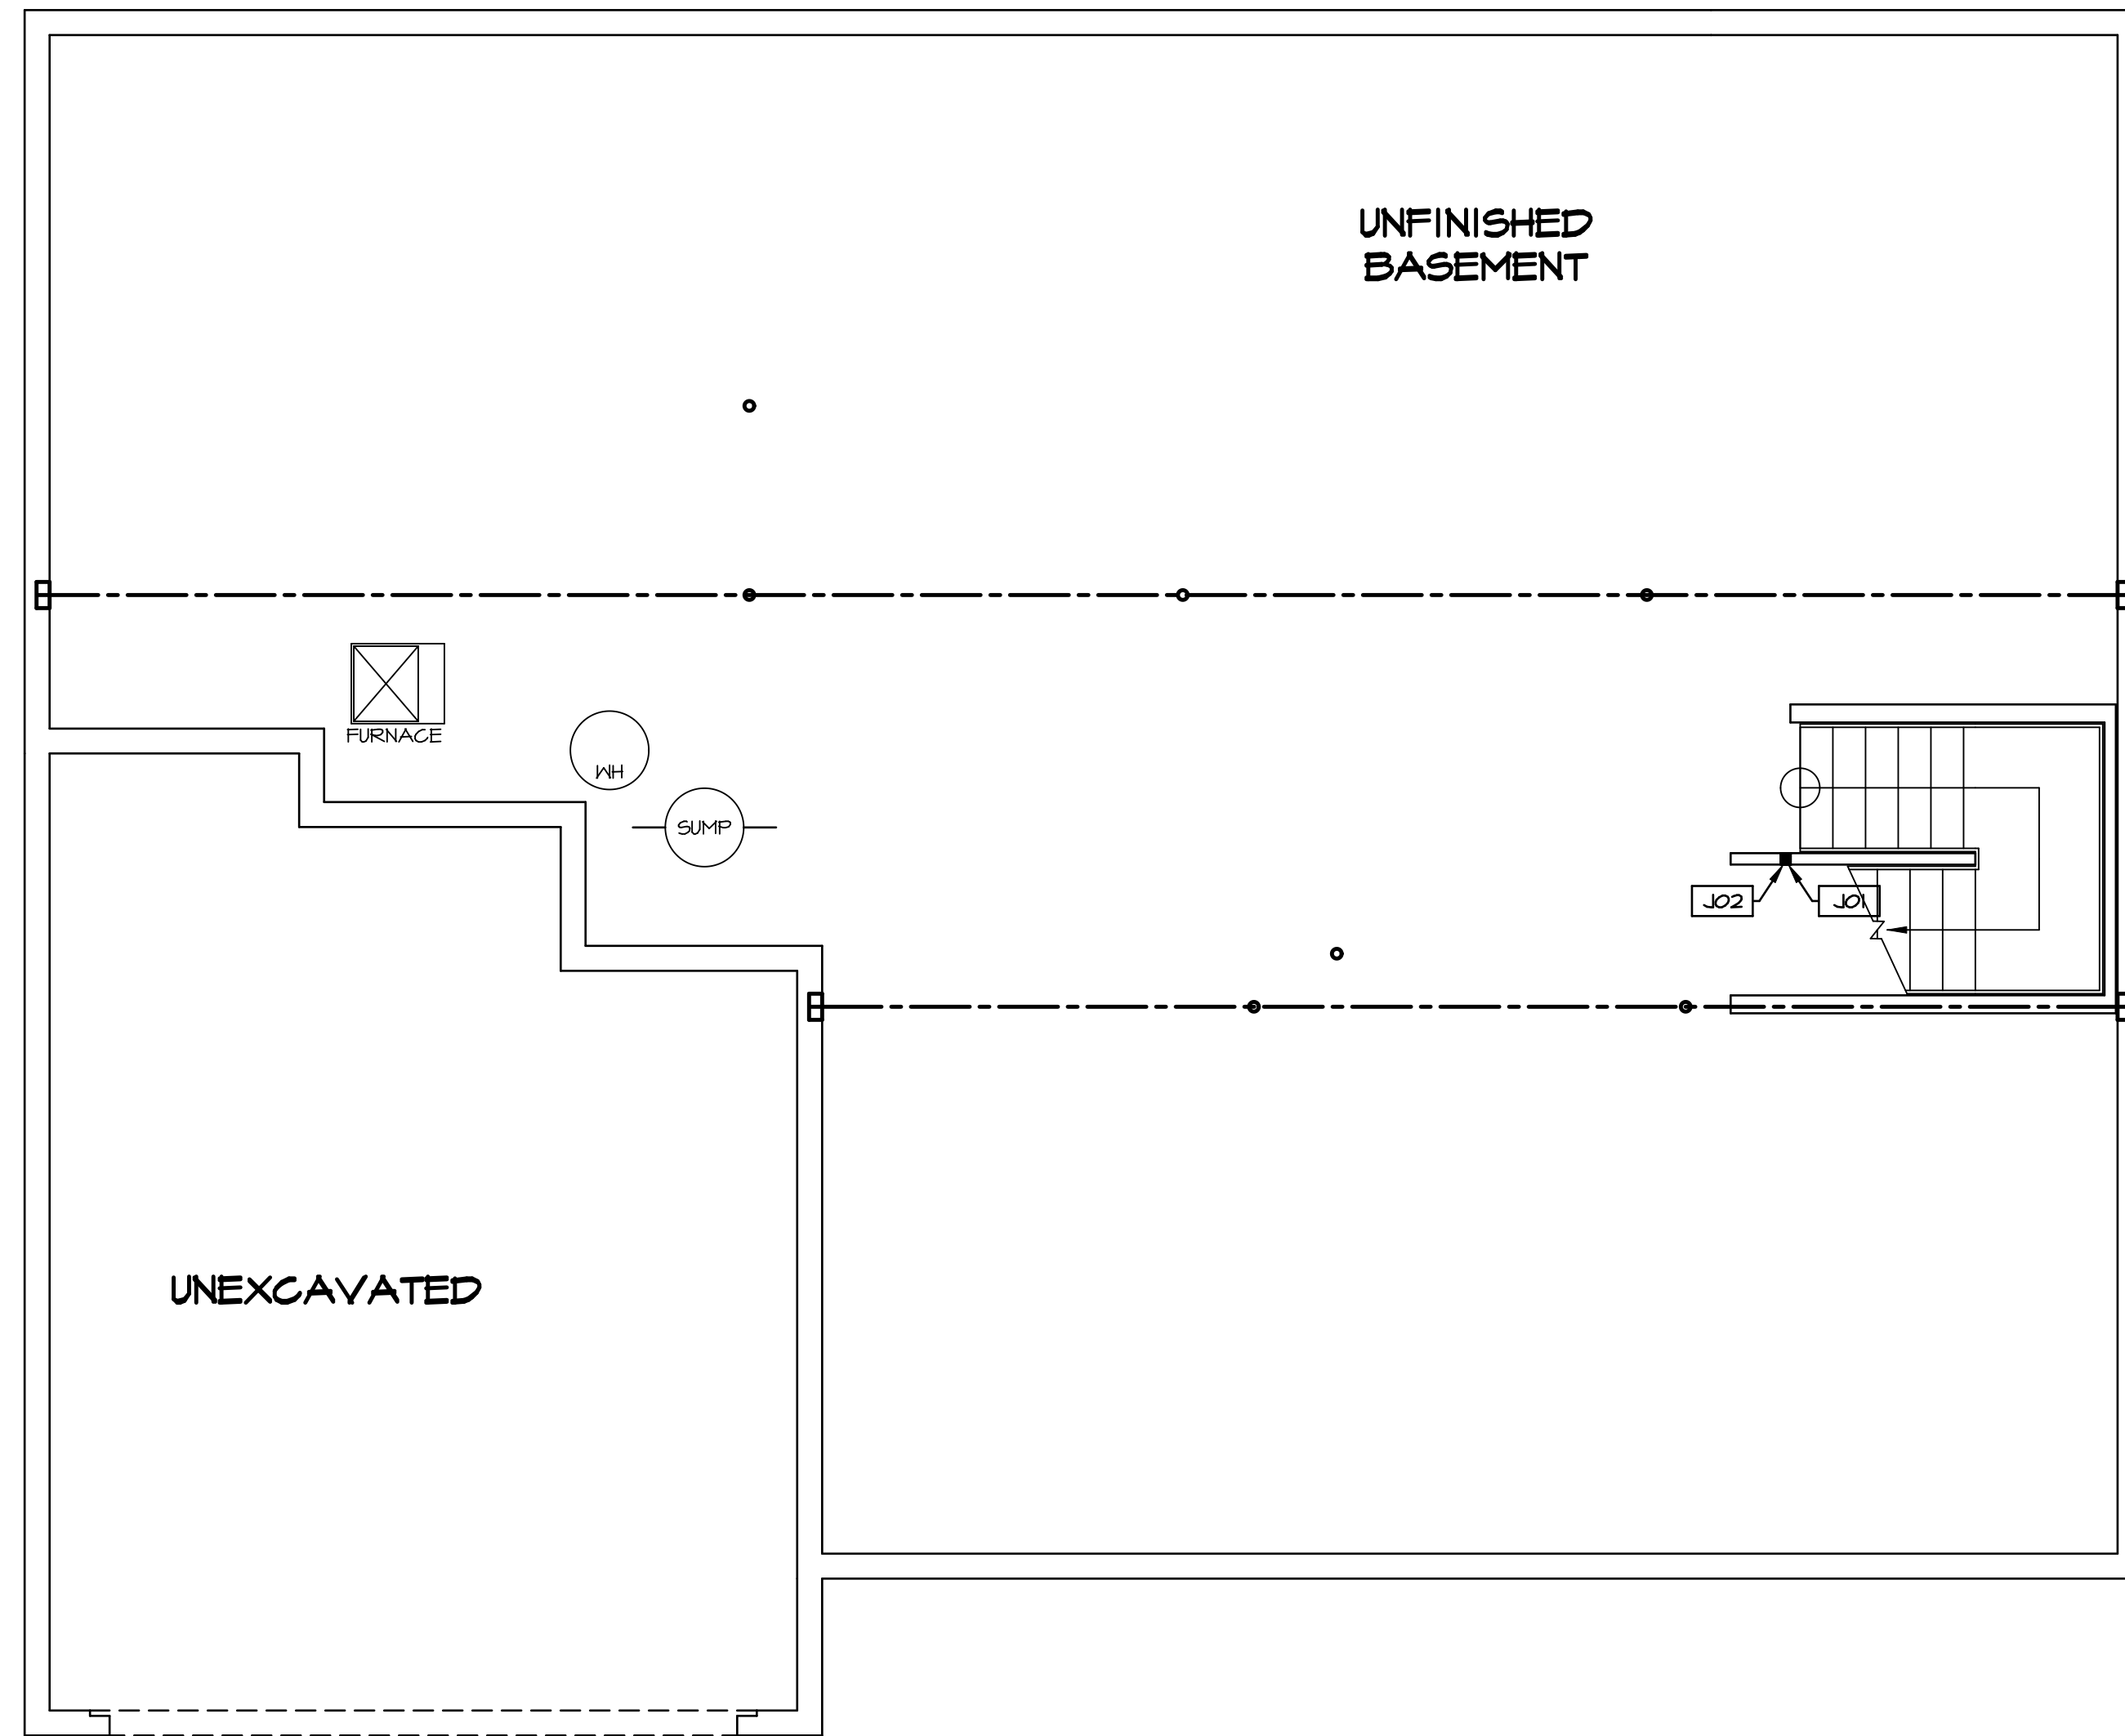 UNFINISHED
BASEMENT
FURNACE
WH
SUMP
J02
J01
UNEXCAVATED